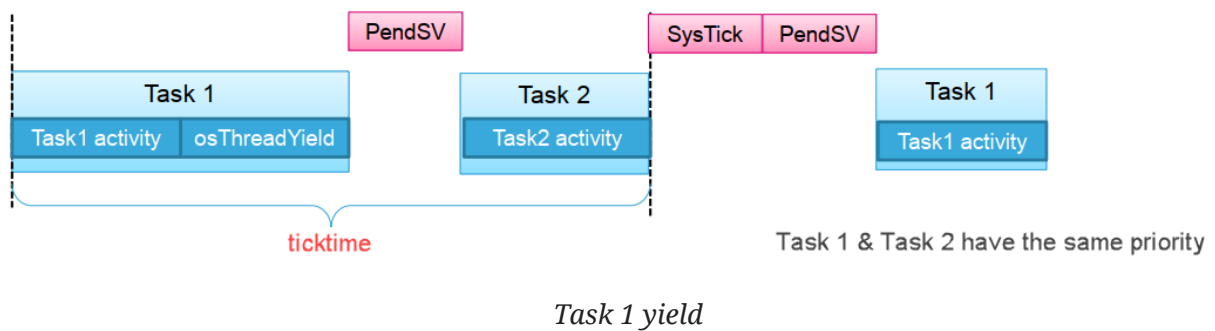 PendSV
SysTick PendSV
Task 1
Task 2
Task 1
Task1 activity osThreadYield
Task2 activity
Task1 activity
ticktime
Task 1 & Task 2 have the same priority
Task 1 yield